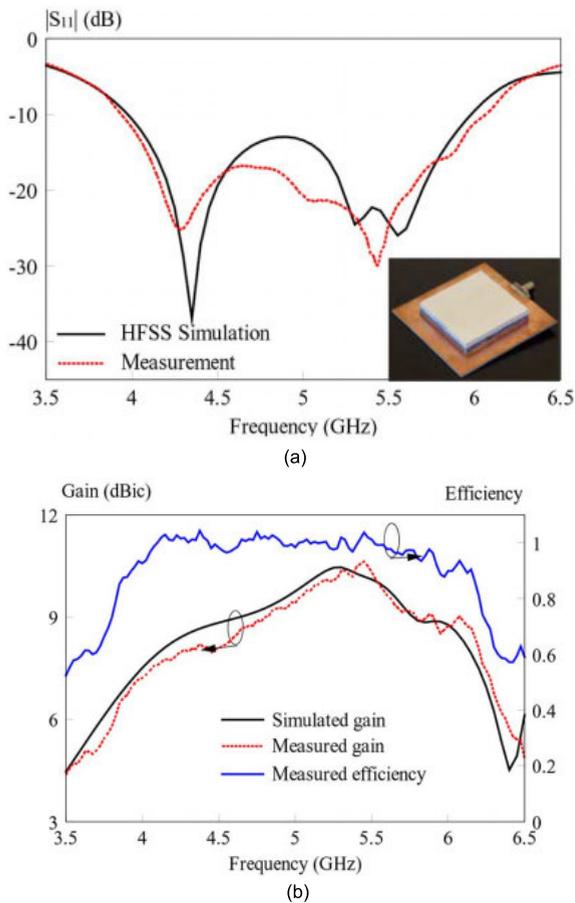 |S11| (dB)
0
-10
-20
-30
-40
HFSS Simulation
Measurement
3.5 4 4.5 5 5.5 6 6.5
Frequency (GHz)
(a)
Gain (dBic) Efficiency
12
9
6
3
1
0.8
0.6
0.4
0.2
0
Simulated gain
Measured gain
Measured efficiency
3.5 4 4.5 5 5.5 6 6.5
Frequency (GHz)
(b)